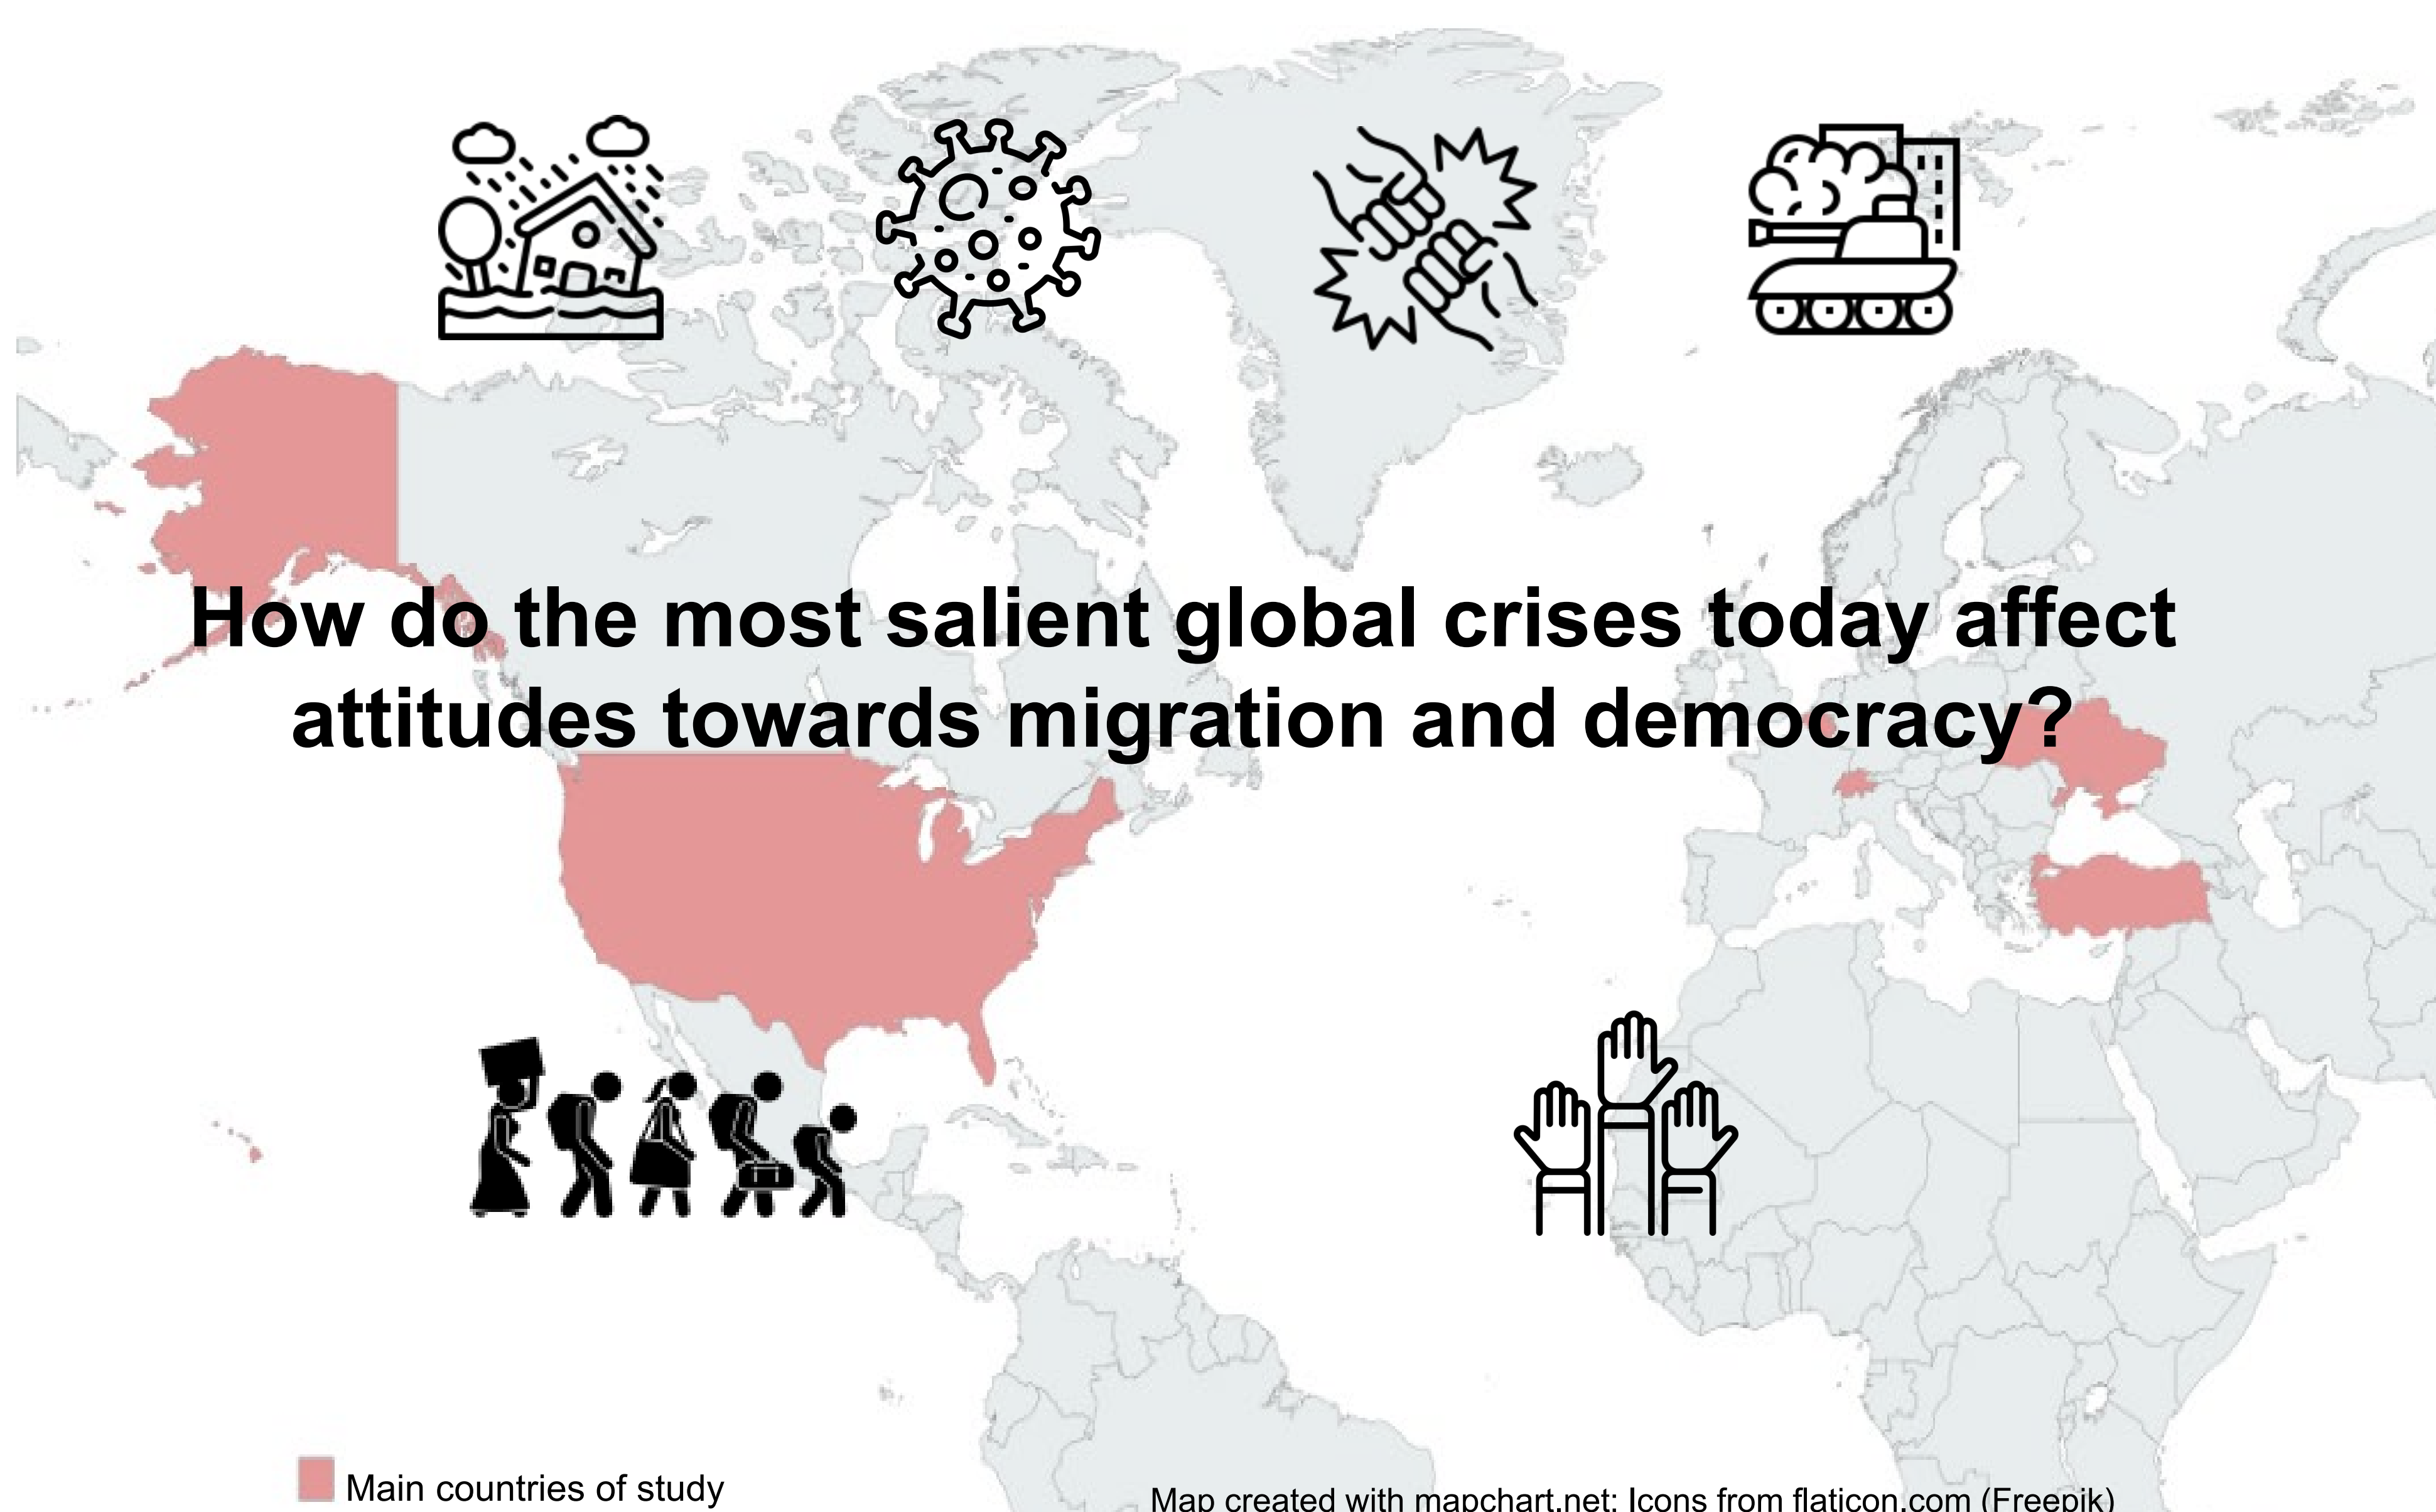 How do the most salient global crises today affect
attitudes towards migration and democracy?
Main countries of study
Map created with mapchart.net; Icons from flaticon.com (Freepik)